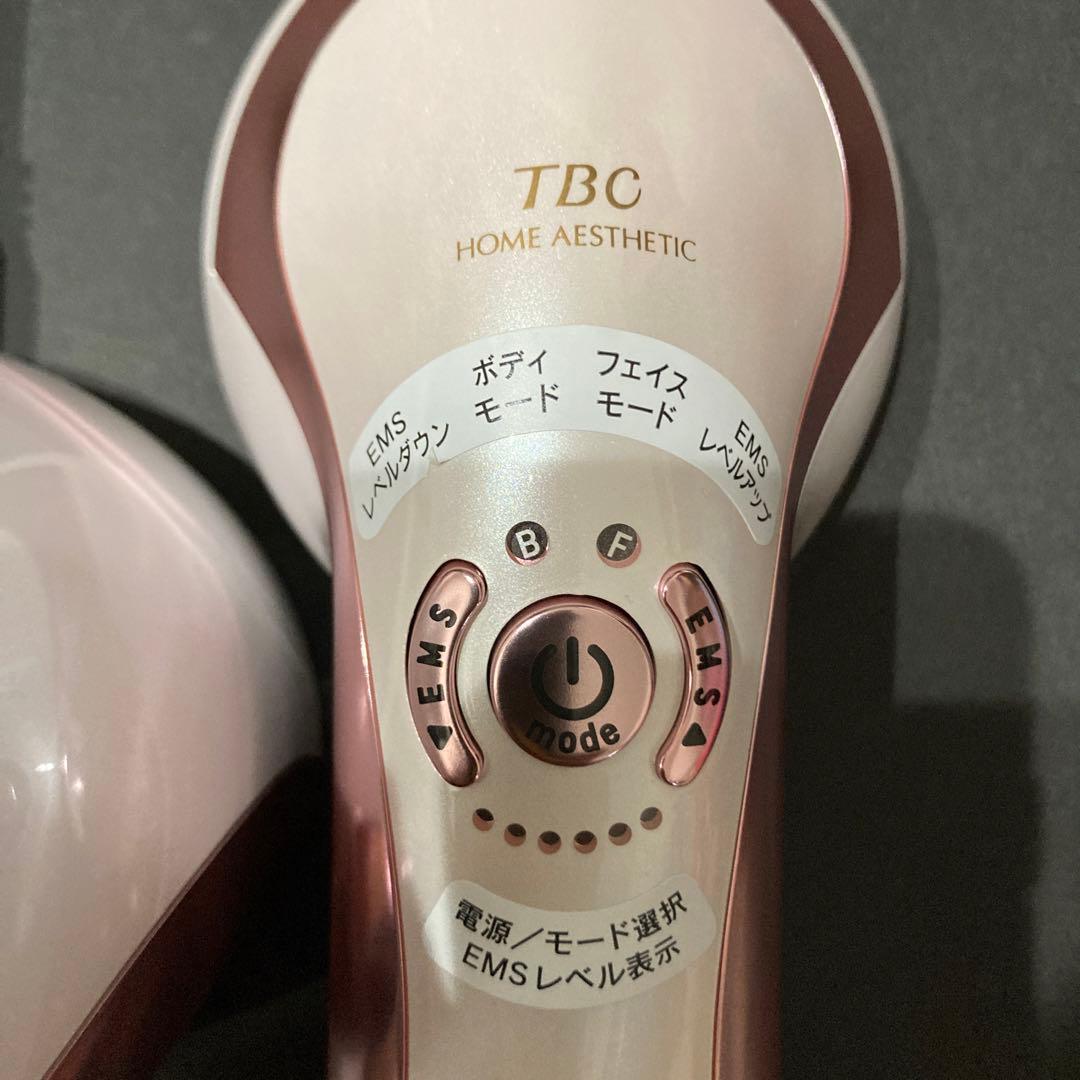 TBC
HOME AESTHETIC
EMS
レベルダウン
ボディ
モード
フェイス
モード
EMS
レベルアップ
B
F
◀EMS
EMS▶
mode
電源／モード選択
EMSレベル表示